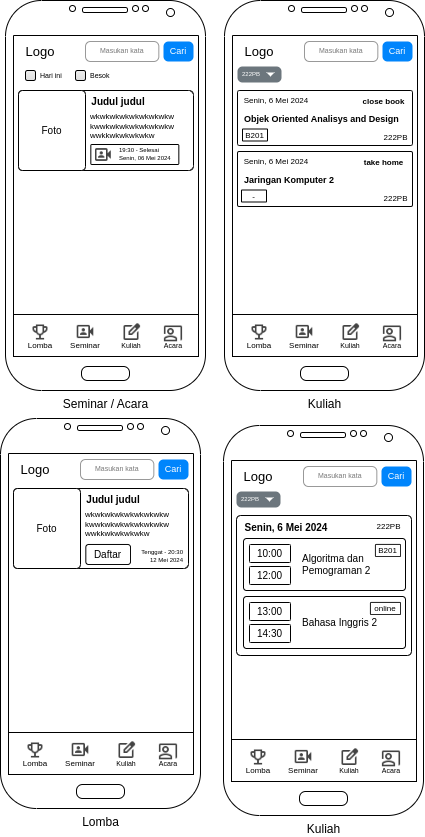 Logo
Masukan kata
Cari
Hari ini
Besok
Foto
Judul judul
wkwkwkwkwkwkwkwkw
kwwkwkwkwkwkwkwkw
wwkkwkwkwkwkw
19:30 - Selesai
Senin, 06 Mei 2024
Lomba
Seminar
Kuliah
Acara
Seminar / Acara
Logo
Masukan kata
Cari
222PB
Senin, 6 Mei 2024
close book
Objek Oriented Analisys and Design
B201
222PB
Senin, 6 Mei 2024
take home
Jaringan Komputer 2
-
222PB
Lomba
Seminar
Kuliah
Acara
Kuliah
Logo
Masukan kata
Cari
Foto
Judul judul
wkwkwkwkwkwkwkwkw
kwwkwkwkwkwkwkwkw
wwkkwkwkwkwkw
Daftar
Tenggat - 20:30
12 Mei 2024
Lomba
Seminar
Kuliah
Acara
Lomba
Logo
Masukan kata
Cari
222PB
Senin, 6 Mei 2024
222PB
10:00
12:00
Algoritma dan
Pemograman 2
B201
13:00
14:30
Bahasa Inggris 2
online
Lomba
Seminar
Kuliah
Acara
Kuliah